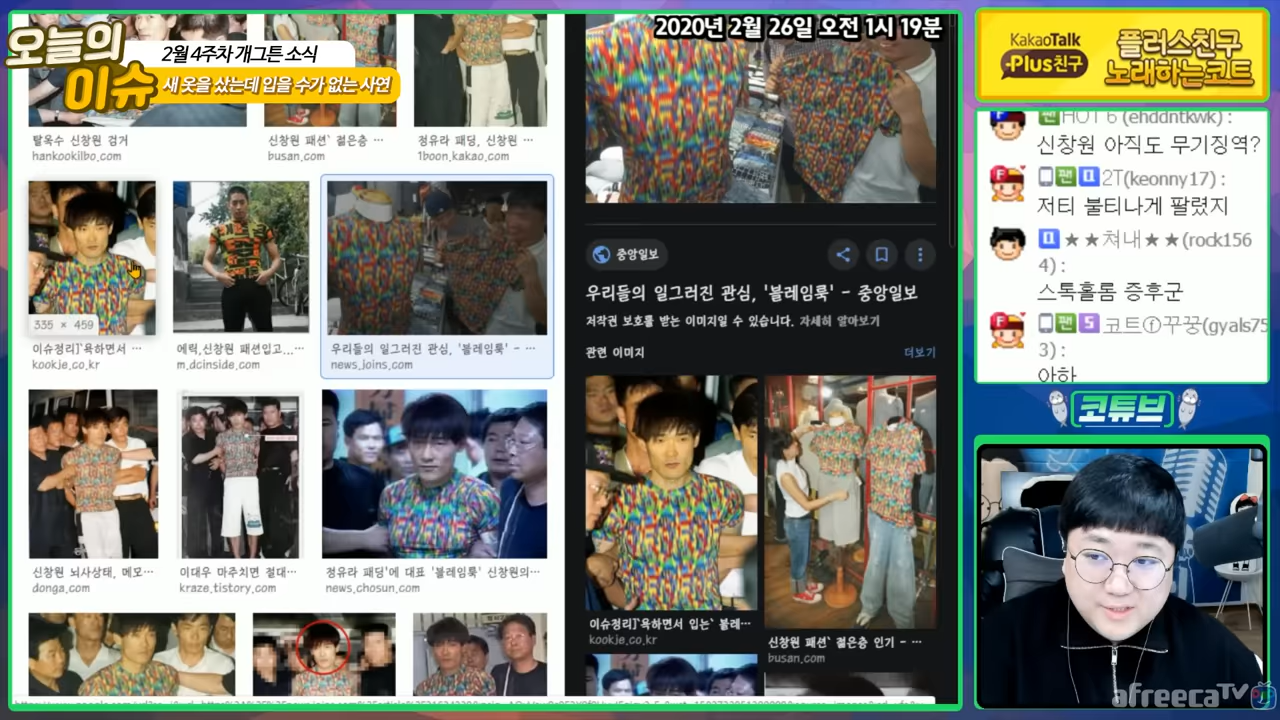 오늘의
이슈
2월 4주차 개그튼 소식
새 옷을 샀는데 입을 수가 없는 사연
2020년 2월 26일 오전 1시 19분
탈옥수 신창원 검거
hankookilbo.com
신창원 패션` 젊은층 ...
busan.com
정유라 패딩, 신창원 ...
1boon.kakao.com
335 × 459
이슈정리]`욕하면서 ...
kookje.co.kr
에릭,신창원 패션입고,...
m.dcinside.com
우리들의 일그러진 관심, '블레임룩' - ...
news.joins.com
신창원 뇌사상태, 메모...
donga.com
이대우 마주치면 절대...
kraze.tistory.com
정유라 패딩'에 대표 '블레임룩' 신창원의...
news.chosun.com
중앙일보
우리들의 일그러진 관심, '블레임룩' - 중앙일보
저작권 보호를 받는 이미지일 수 있습니다. 자세히 알아보기
관련 이미지
더보기
이슈정리]`욕하면서 입는` 블레...
kookje.co.kr
신창원 패션` 젊은층 인기 - ...
busan.com
KakaoTalk
Plus친구
플러스친구
노래하는코트
짼 HOT 6 (ehddntkwk) :
신창원 아직도 무기징역?
2T(keonny17) :
저티 불티나게 팔렸지
★★쳐내★★(rock156
4) :
스톡홀롬 증후군
코트ⓕ꾸꿍(gyals75
3) :
아하
코튜브
afreecaTV